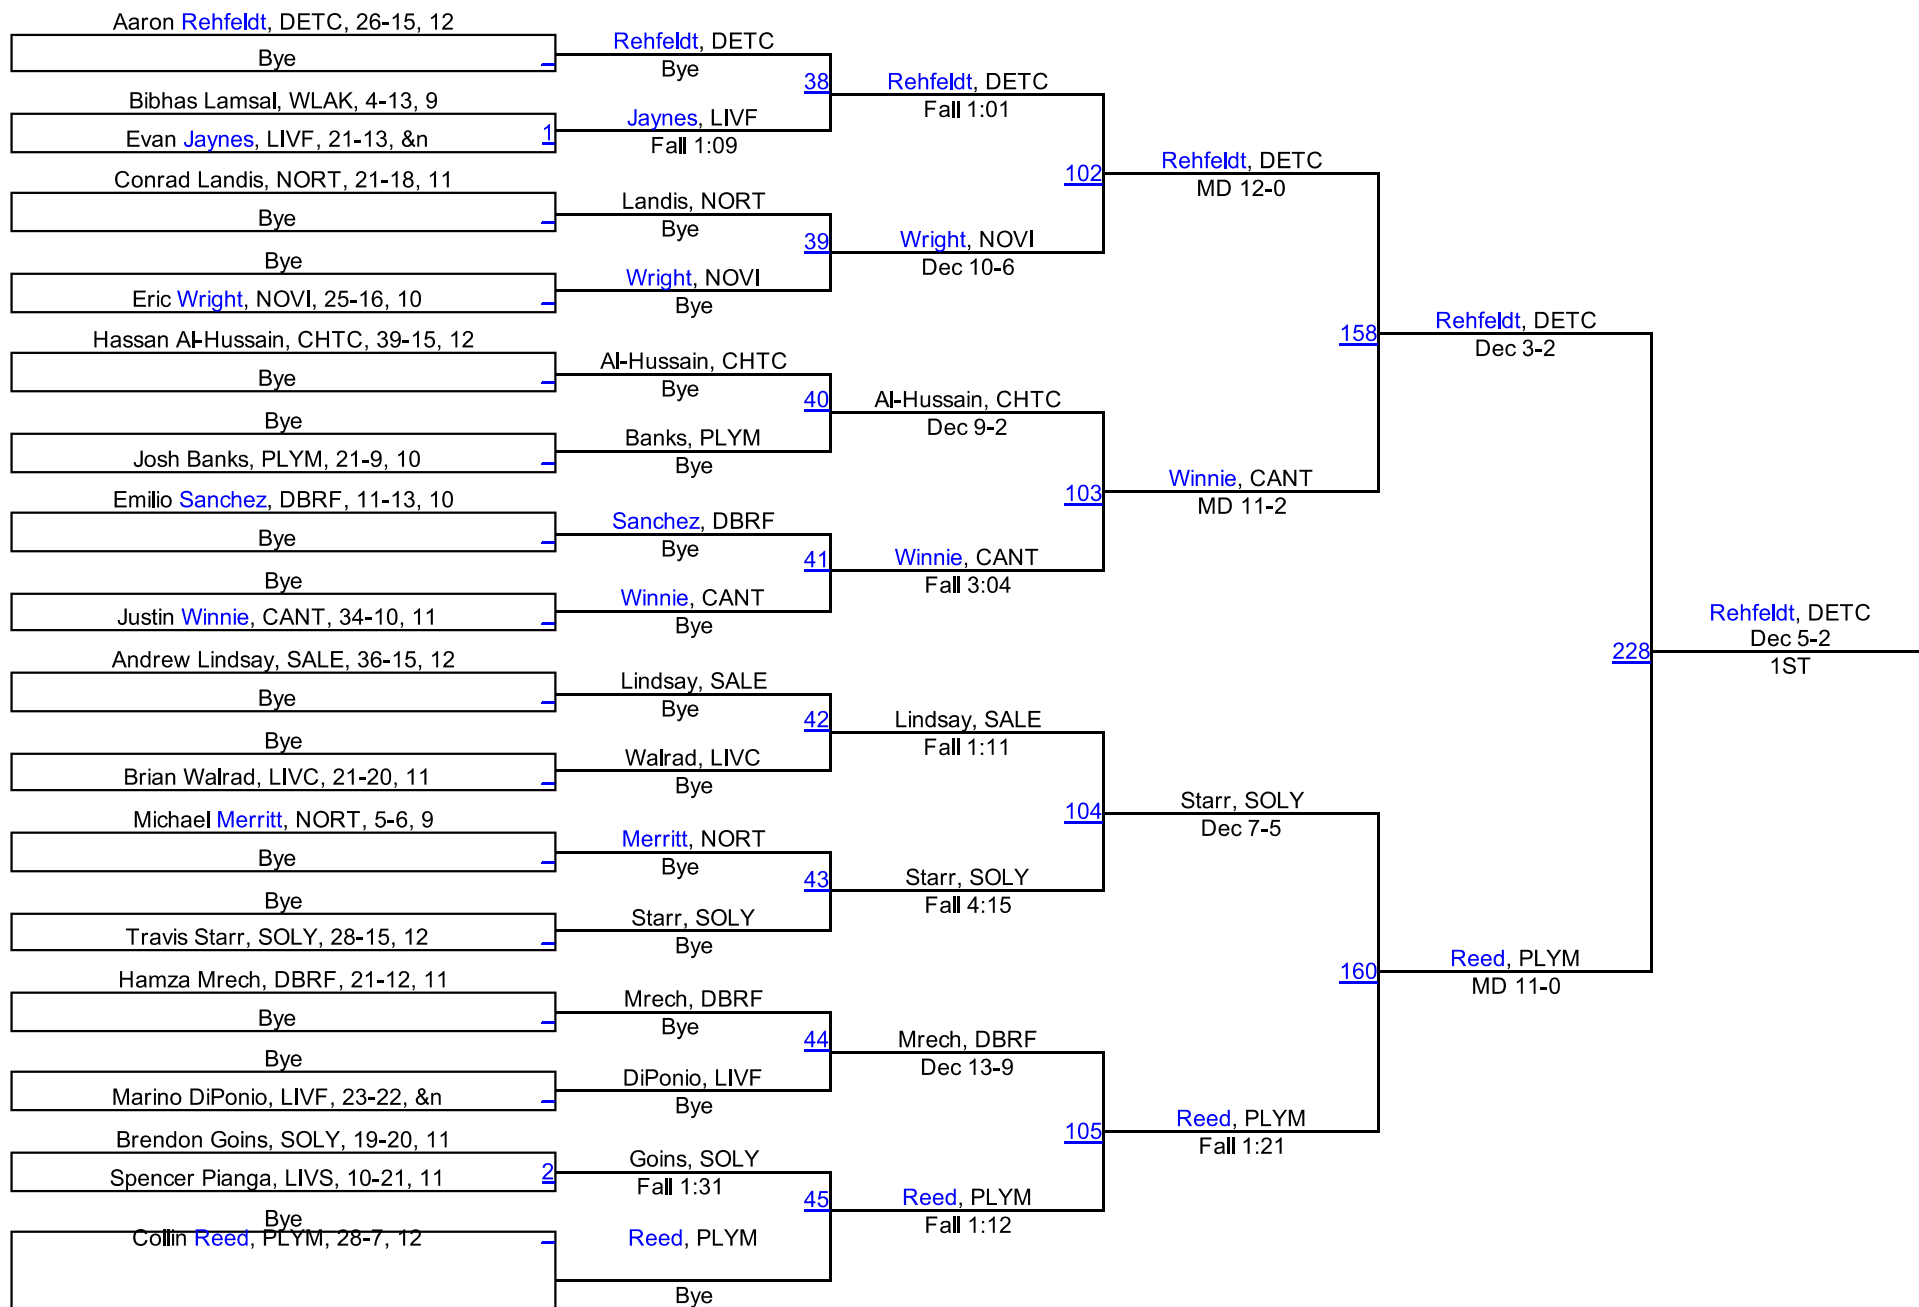 Aaron Rehfeldt, DETC, 26-15, 12
Bye
Bibhas Lamsal, WLAK, 4-13, 9
Evan Jaynes, LIVF, 21-13, &n
1
Conrad Landis, NORT, 21-18, 11
Bye
Bye
Eric Wright, NOVI, 25-16, 10
Hassan Al-Hussain, CHTC, 39-15, 12
Bye
Bye
Josh Banks, PLYM, 21-9, 10
Emilio Sanchez, DBRF, 11-13, 10
Bye
Bye
Justin Winnie, CANT, 34-10, 11
Andrew Lindsay, SALE, 36-15, 12
Bye
Bye
Brian Walrad, LIVC, 21-20, 11
Michael Merritt, NORT, 5-6, 9
Bye
Bye
Travis Starr, SOLY, 28-15, 12
Hamza Mrech, DBRF, 21-12, 11
Bye
Bye
Marino DiPonio, LIVF, 23-22, &n
Brendon Goins, SOLY, 19-20, 11
Spencer Pianga, LIVS, 10-21, 11
2
Bye
Collin Reed, PLYM, 28-7, 12
Rehfeldt, DETC
Bye
38
Jaynes, LIVF
Fall 1:09
Landis, NORT
Bye
39
Wright, NOVI
Bye
Al-Hussain, CHTC
Bye
40
Banks, PLYM
Bye
Sanchez, DBRF
Bye
41
Winnie, CANT
Bye
Lindsay, SALE
Bye
42
Walrad, LIVC
Bye
Merritt, NORT
Bye
43
Starr, SOLY
Bye
Mrech, DBRF
Bye
44
DiPonio, LIVF
Bye
Goins, SOLY
Fall 1:31
45
Reed, PLYM
Bye
Rehfeldt, DETC
Fall 1:01
102
Wright, NOVI
Dec 10-6
Al-Hussain, CHTC
Dec 9-2
103
Winnie, CANT
Fall 3:04
Lindsay, SALE
Fall 1:11
104
Starr, SOLY
Fall 4:15
Mrech, DBRF
Dec 13-9
105
Reed, PLYM
Fall 1:12
Rehfeldt, DETC
MD 12-0
158
Winnie, CANT
MD 11-2
Starr, SOLY
Dec 7-5
160
Reed, PLYM
Fall 1:21
Rehfeldt, DETC
Dec 3-2
228
Reed, PLYM
MD 11-0
Rehfeldt, DETC
Dec 5-2
1ST